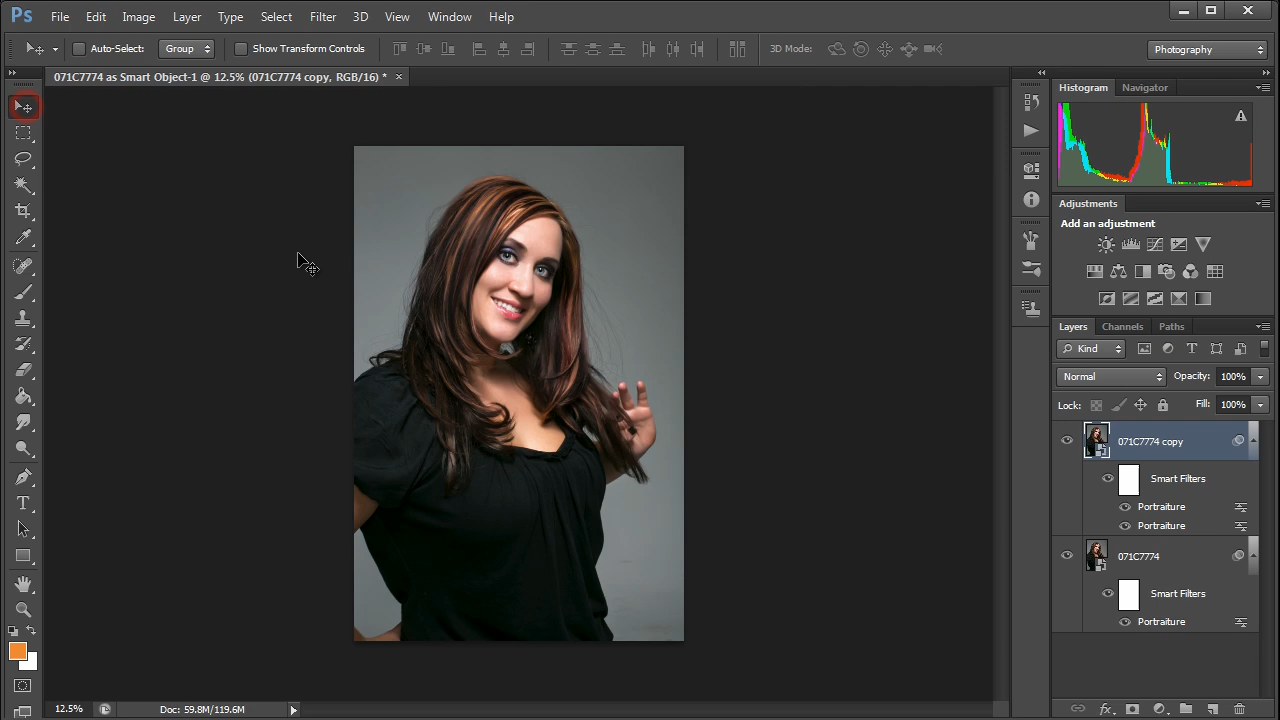 Ps File Edit Image Layer Type Select Filter 3D View Window Help
Auto-Select: Group Show Transform Controls 3D Mode: Photography
071C7774 as Smart Object-1 @ 12.5% (071C7774 copy, RGB/16) * ×
Histogram Navigator
Adjustments
Add an adjustment
Layers Channels Paths
Kind
Normal Opacity: 100%
Lock: Fill: 100%
071C7774 copy
Smart Filters
Portraiture
Portraiture
071C7774
Smart Filters
Portraiture
12.5% Doc: 59.8M/119.6M